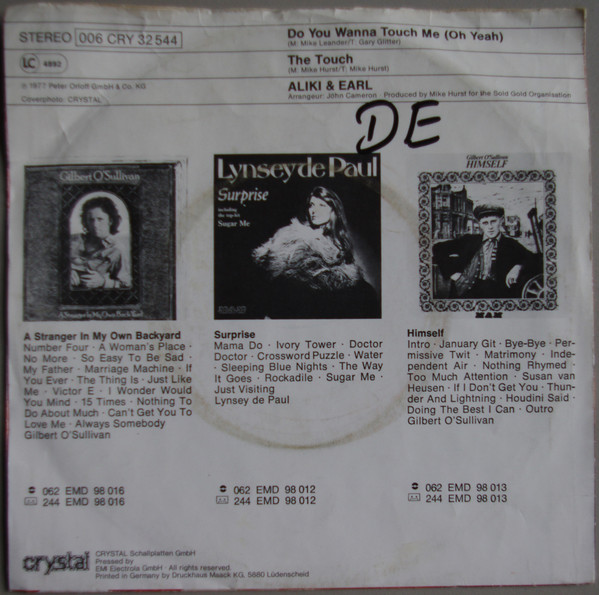 STEREO 006 CRY 32 544
LC 4892
℗ 1977 Peter Orloff GmbH & Co. KG
Coverphoto: CRYSTAL
Do You Wanna Touch Me (Oh Yeah)
(M: Mike Leander/T: Gary Glitter)
The Touch
(M: Mike Hurst/T: Mike Hurst)
ALIKI & EARL
Arrangeur: John Cameron · Produced by Mike Hurst for the Sold Gold Organisation
DE
Gilbert O'Sullivan
A Stranger In My Own Back Yard
Lynsey de Paul
Surprise
including
the top-hit
Sugar Me
Gilbert O'Sullivan
HIMSELF
MAM
A Stranger In My Own Backyard
Number Four · A Woman's Place ·
No More · So Easy To Be Sad ·
My Father · Marriage Machine · If
You Ever · The Thing Is · Just Like
Me · Victor E · I Wonder Would
You Mind · 15 Times · Nothing To
Do About Much · Can't Get You To
Love Me · Always Somebody
Gilbert O'Sullivan
062 EMD 98 016
244 EMD 98 016
Surprise
Mama Do · Ivory Tower · Doctor
Doctor · Crossword Puzzle · Water
· Sleeping Blue Nights · The Way
It Goes · Rockadile · Sugar Me ·
Just Visiting
Lynsey de Paul
062 EMD 98 012
244 EMD 98 012
Himself
Intro · January Git · Bye-Bye · Per-
missive Twit · Matrimony · Inde-
pendent Air · Nothing Rhymed ·
Too Much Attention · Susan van
Heusen · If I Don't Get You · Thun-
der And Lightning · Houdini Said ·
Doing The Best I Can · Outro
Gilbert O'Sullivan
062 EMD 98 013
244 EMD 98 013
crystal
CRYSTAL Schallplatten GmbH
Pressed by
EMI Electrola GmbH · All rights reserved.
Printed in Germany by Druckhaus Maack KG, 5880 Lüdenscheid